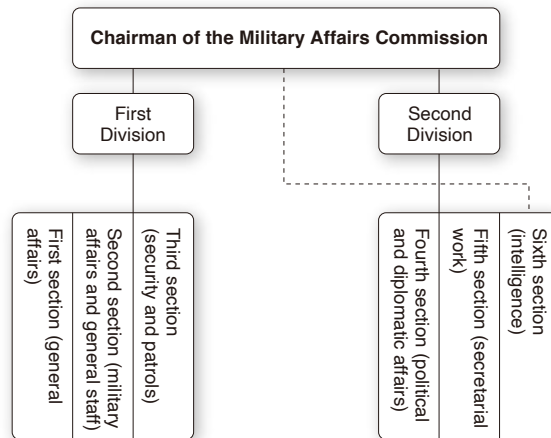 Chairman of the Military Affairs Commission
First
Division
Second
Division
First section (general
affairs)
Second section (military
affairs and general staff)
Third section
(security and patrols)
Fourth section (political
and diplomatic affairs)
Fifth section (secretarial
work)
Sixth section
(intelligence)